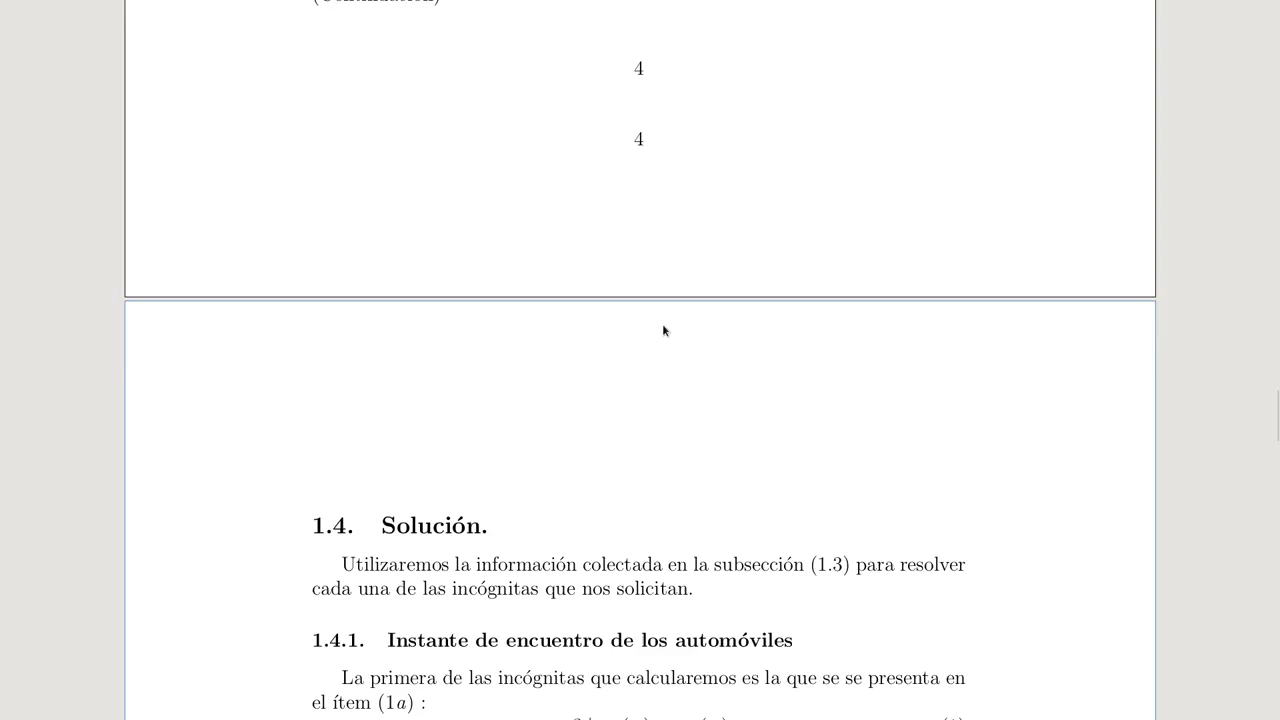 4
4
1.4. Solución.
Utilizaremos la información colectada en la subsección (1.3) para resolver
cada una de las incógnitas que nos solicitan.
1.4.1. Instante de encuentro de los automóviles
La primera de las incógnitas que calcularemos es la que se se presenta en
el ítem (1a) :